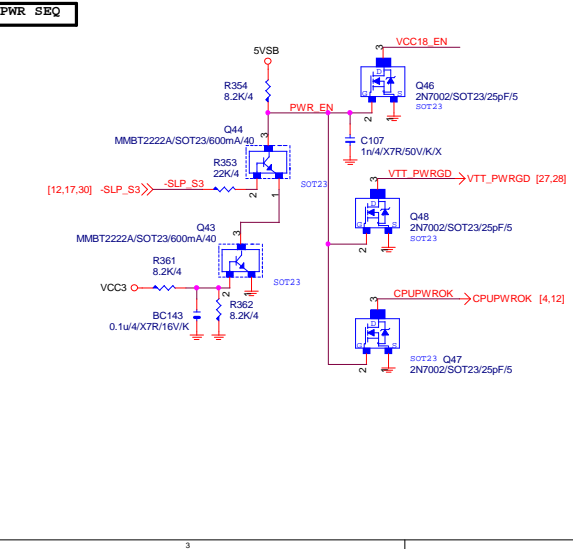 PWR SEQ
VCC18_EN
3
5VSB
D
G
S
2
1
Q46
2N7002/SOT23/25pF/5
SOT23
R354
8.2K/4
PWR_EN
Q44
MMBT2222A/SOT23/600mA/40
3
C107
1n/4/X7R/50V/K/X
R353
22K/4
SOT23
[12,17,30] -SLP_S3
-SLP_S3
2
1
3
VTT_PWRGD
VTT_PWRGD [27,28]
D
G
S
2
1
Q48
2N7002/SOT23/25pF/5
SOT23
Q43
MMBT2222A/SOT23/600mA/40
3
R361
8.2K/4
SOT23
VCC3
2
1
BC143
0.1u/4/X7R/16V/K
R362
8.2K/4
3
CPUPWROK
CPUPWROK [4,12]
D
G
S
2
1
SOT23 Q47
2N7002/SOT23/25pF/5
3